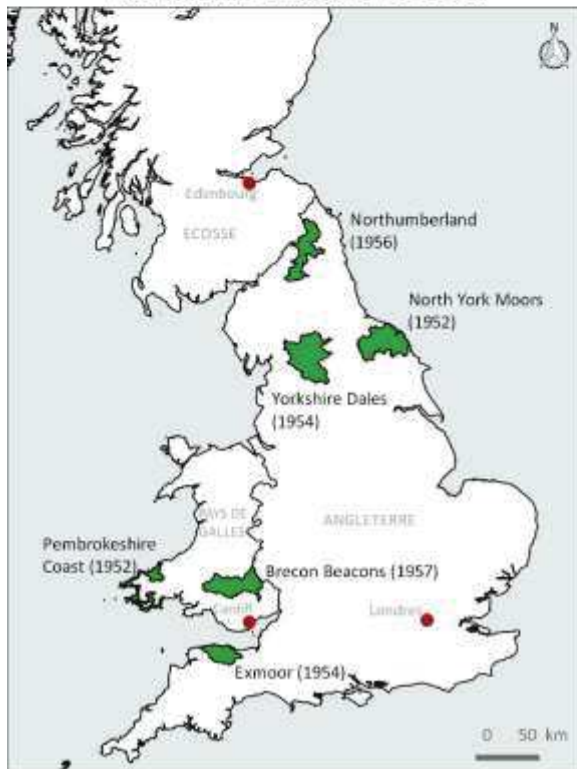 N
Edimbourg
ECOSSE
Northumberland
(1956)
North York Moors
(1952)
Yorkshire Dales
(1954)
PAYS DE
GALLES
ANGLETERRE
Pembrokeshire
Coast (1952)
Brecon Beacons (1957)
Cardiff
Londres
Exmoor (1954)
0 50 km